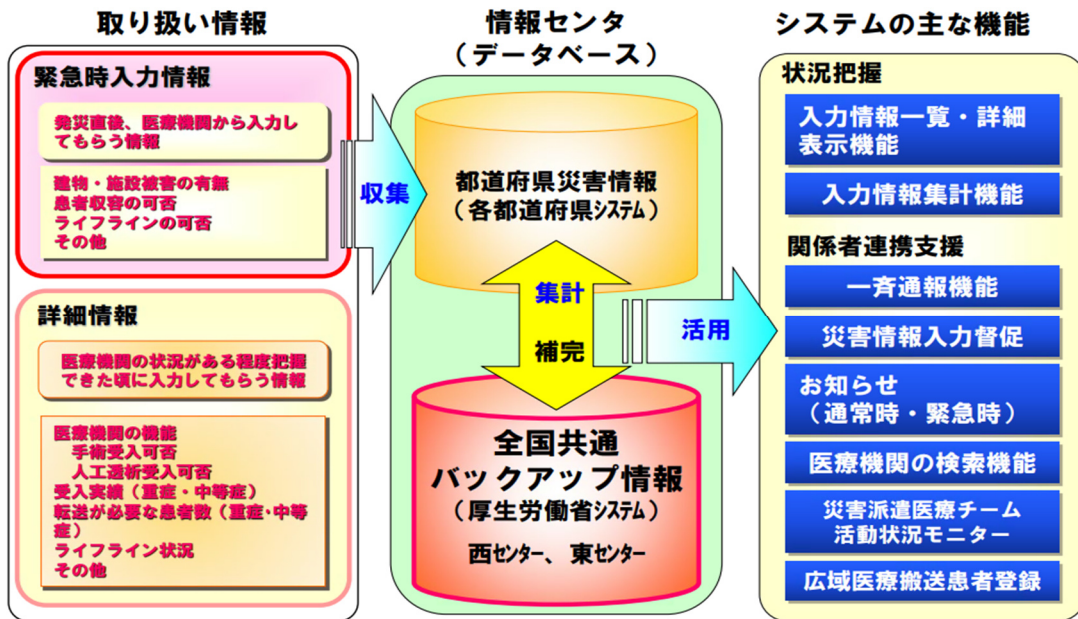 取り扱い情報
緊急時入力情報
発災直後、医療機関から入力し
てもらう情報
建物・施設被害の有無
患者収容の可否
ライフラインの可否
その他
詳細情報
医療機関の状況がある程度把握
できた頃に入力してもらう情報
医療機関の機能
手術受入可否
人工透析受入可否
受入実績（重症・中等症）
転送が必要な患者数（重症・中等
症）
ライフライン状況
その他
収集
情報センタ
（データベース）
都道府県災害情報
（各都道府県システム）
集計
補完
全国共通
バックアップ情報
（厚生労働省システム）
西センター、東センター
活用
システムの主な機能
状況把握
入力情報一覧・詳細
表示機能
入力情報集計機能
関係者連携支援
一斉通報機能
災害情報入力督促
お知らせ
（通常時・緊急時）
医療機関の検索機能
災害派遣医療チーム
活動状況モニター
広域医療搬送患者登録